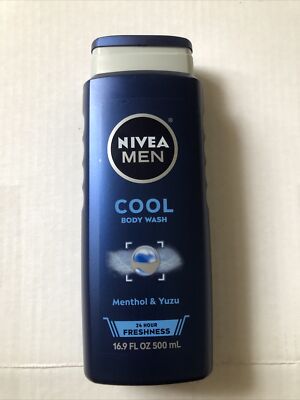 NIVEA
MEN
®
COOL
BODY WASH
Menthol & Yuzu
24 HOUR
FRESHNESS
16.9 FL OZ 500 mL